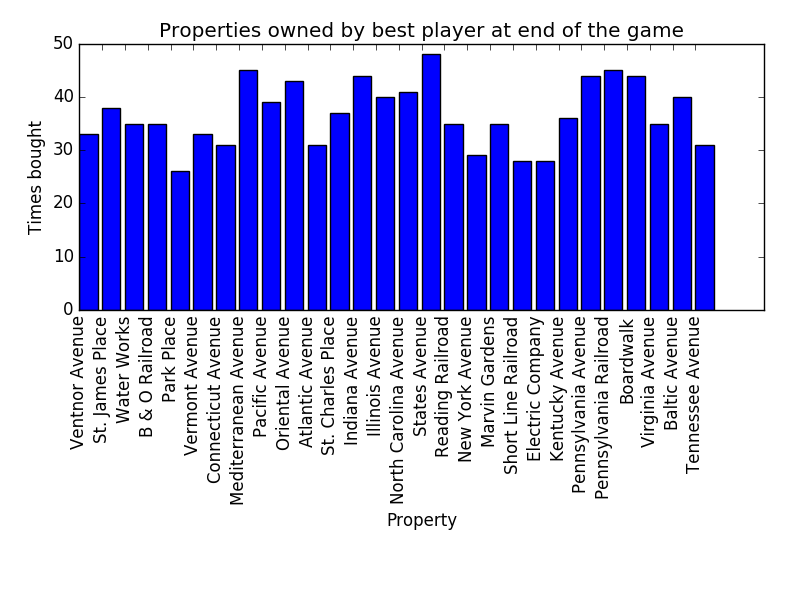 Properties owned by best player at end of the game
Times bought
50
40
30
20
10
0
Ventnor Avenue
St. James Place
Water Works
B & O Railroad
Park Place
Vermont Avenue
Connecticut Avenue
Mediterranean Avenue
Pacific Avenue
Oriental Avenue
Atlantic Avenue
St. Charles Place
Indiana Avenue
Illinois Avenue
North Carolina Avenue
States Avenue
Reading Railroad
New York Avenue
Marvin Gardens
Short Line Railroad
Electric Company
Kentucky Avenue
Pennsylvania Avenue
Pennsylvania Railroad
Boardwalk
Virginia Avenue
Baltic Avenue
Tennessee Avenue
Property